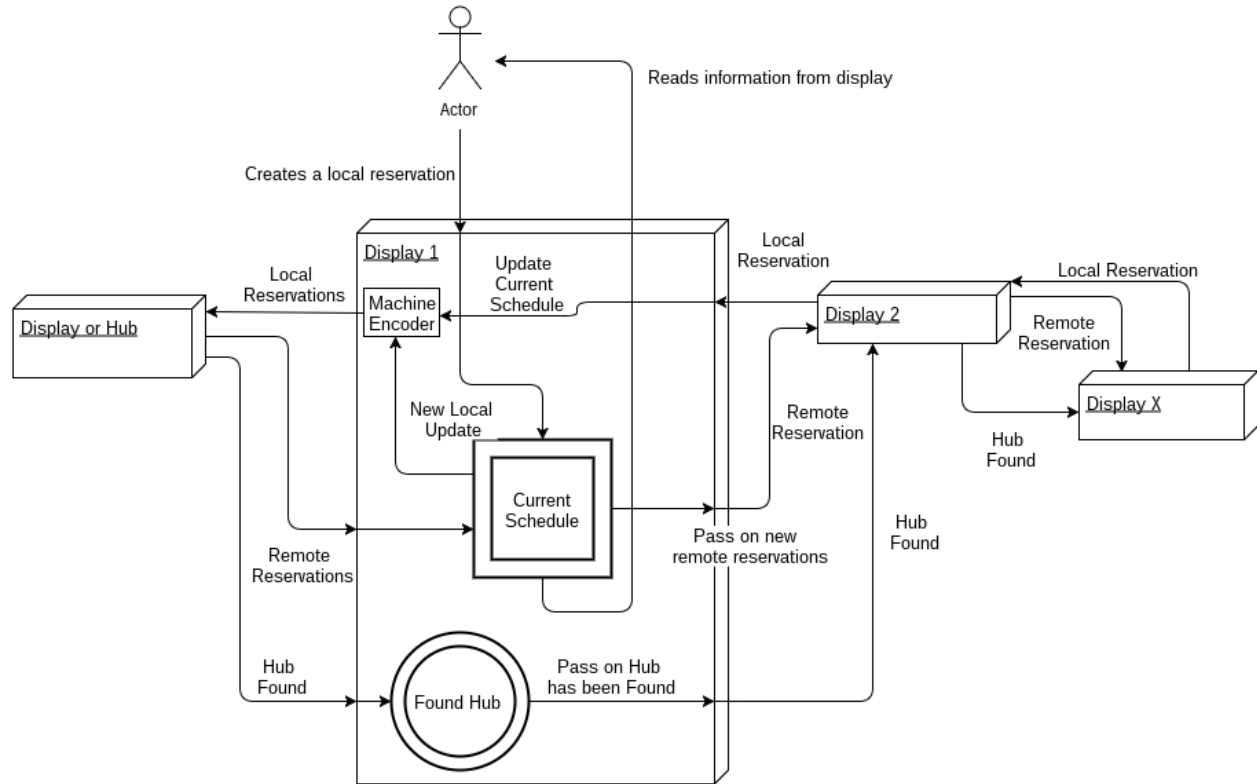 Reads information from display
Actor
Creates a local reservation
Display 1
Update
Current
Schedule
Local
Reservation
Local Reservation
Local
Reservations
Machine
Encoder
Display or Hub
Display 2
Remote
Reservation
Display X
New Local
Update
Remote
Reservation
Hub
Found
Current
Schedule
Pass on new
remote reservations
Hub
Found
Remote
Reservations
Hub
Found
Found Hub
Pass on Hub
has been Found